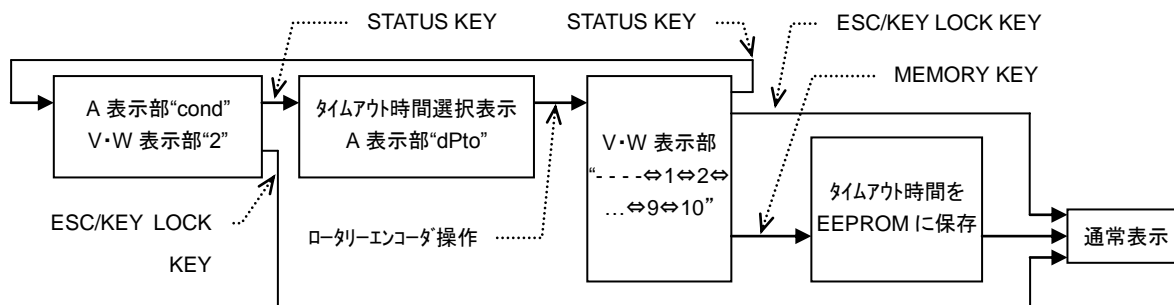 STATUS KEY
STATUS KEY
ESC/KEY LOCK KEY
MEMORY KEY
A 表示部“cond”
V・W 表示部“2”
ﾀｲﾑｱｳﾄ時間選択表示
A 表示部“dPto”
V・W 表示部
“- - - -⇔1⇔2⇔
…⇔9⇔10”
ﾀｲﾑｱｳﾄ時間を
EEPROM に保存
通常表示
ESC/KEY LOCK
KEY
ﾛｰﾀﾘｰｴﾝｺｰﾀﾞ操作